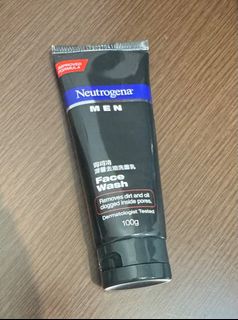 IMPROVED
FORMULA
Neutrogena
MEN
Face
Wash
Removes dirt and oil
clogged inside pores.
Dermatologist Tested
100g